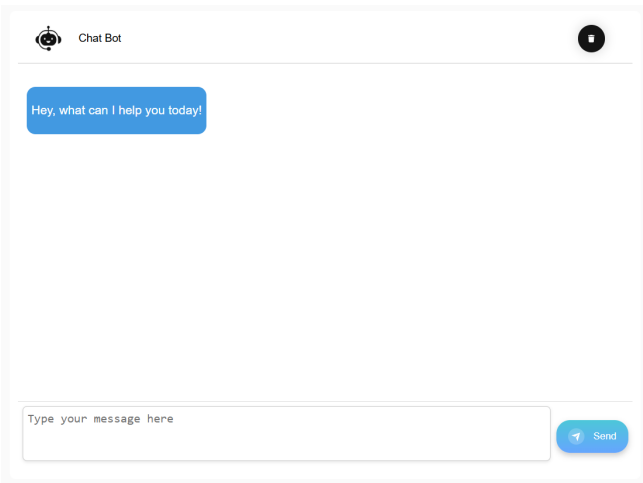 Chat Bot
Hey, what can I help you today!
Type your message here
Send